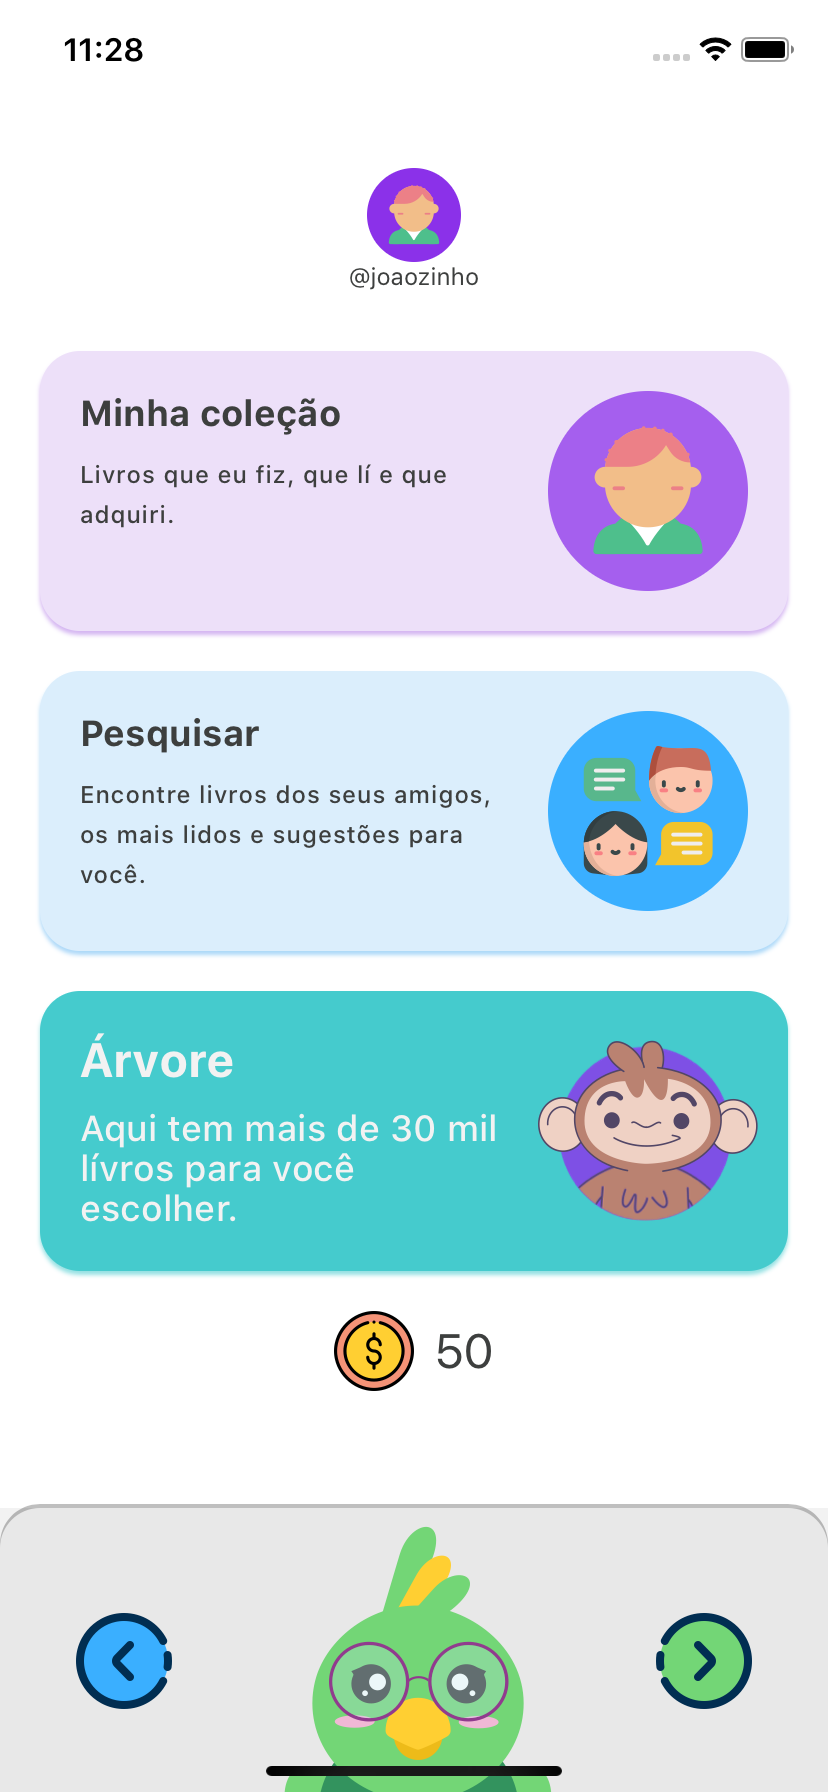 11:28
@joaozinho
Minha coleção
Livros que eu fiz, que lí e que
adquiri.
Pesquisar
Encontre livros dos seus amigos,
os mais lidos e sugestões para
você.
Árvore
Aqui tem mais de 30 mil
lívros para você
escolher.
$ 50